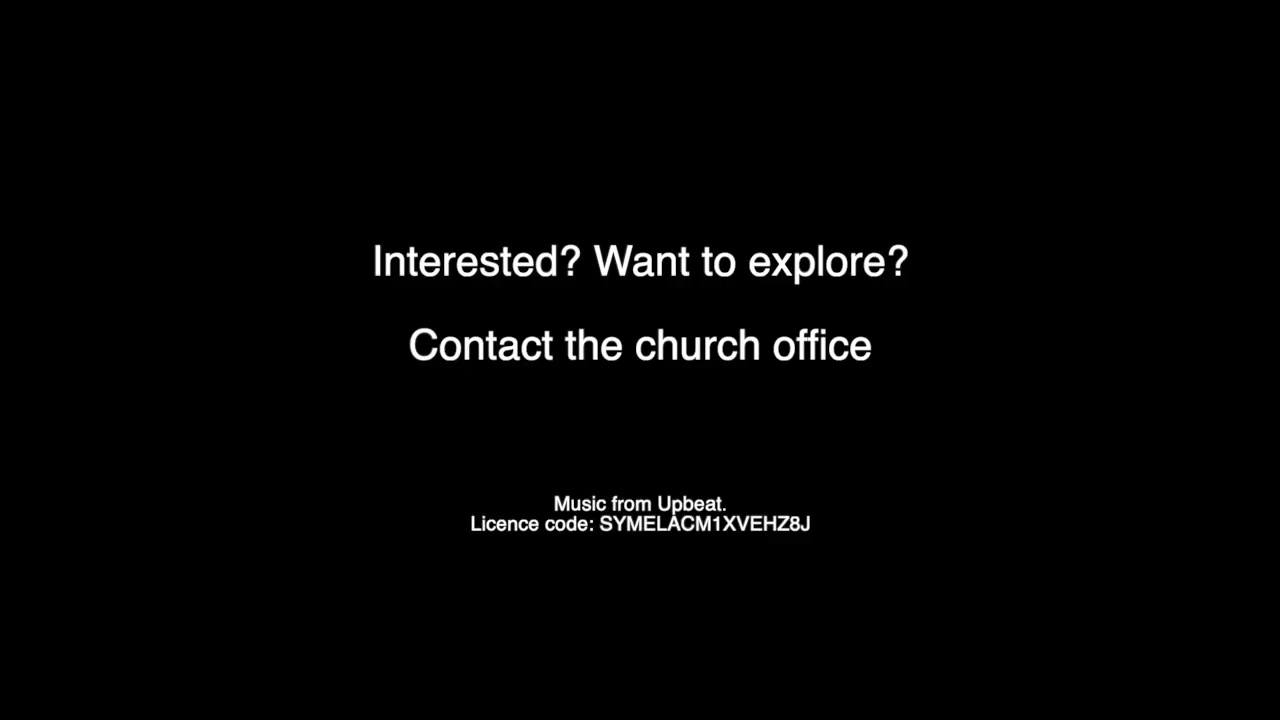 Interested? Want to explore?
Contact the church office
Music from Upbeat.
Licence code: SYMELACM1XVEHZ8J